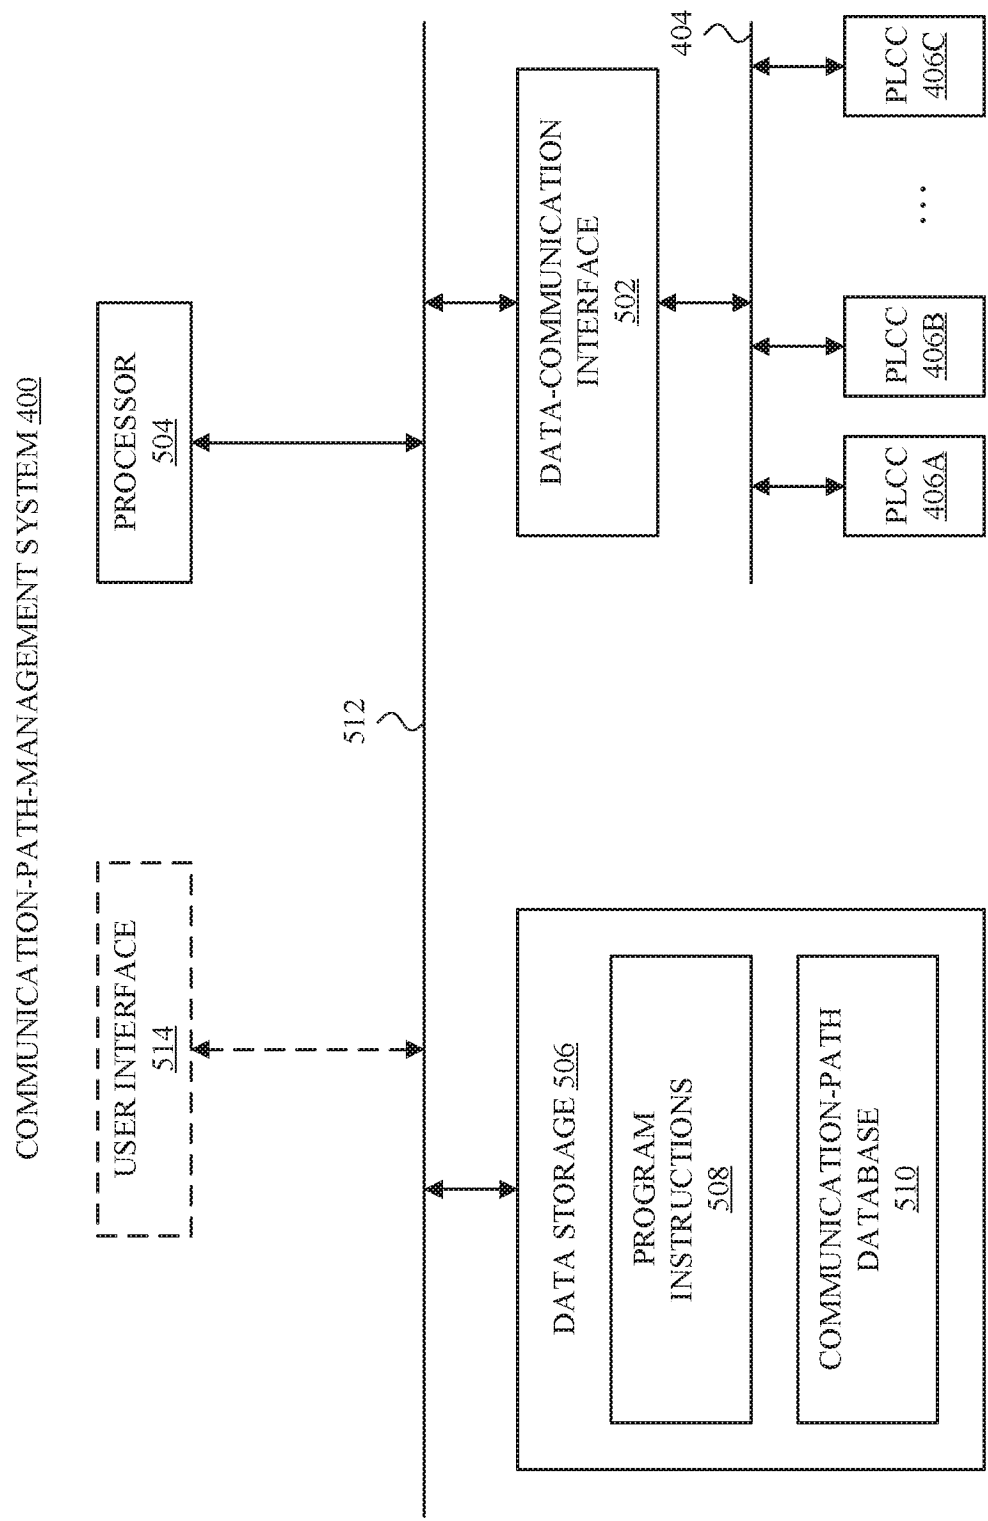 COMMUNICATION-PATH-MANAGEMENT SYSTEM 400
USER INTERFACE
514
PROCESSOR
504
512
DATA STORAGE 506
PROGRAM
INSTRUCTIONS
508
COMMUNICATION-PATH
DATABASE
510
DATA-COMMUNICATION
INTERFACE
502
404
PLCC
406A
PLCC
406B
...
PLCC
406C